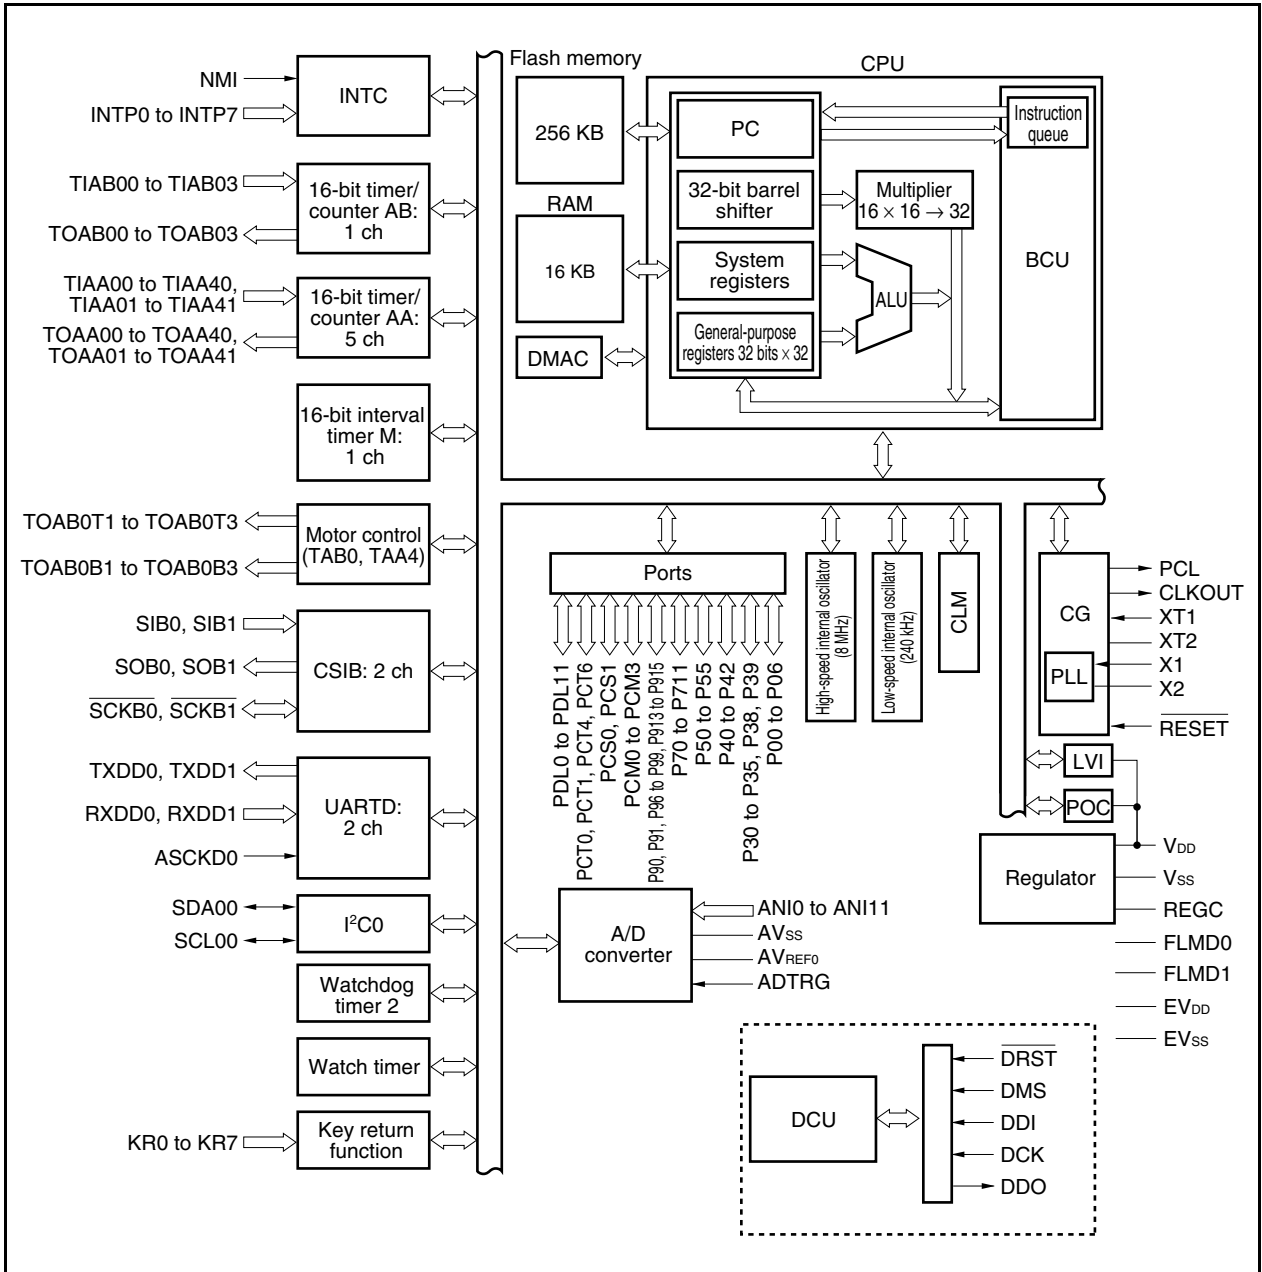 NMI
INTP0 to INTP7
INTC
TIAB00 to TIAB03
TOAB00 to TOAB03
16-bit timer/
counter AB:
1 ch
TIAA00 to TIAA40,
TIAA01 to TIAA41
TOAA00 to TOAA40,
TOAA01 to TOAA41
16-bit timer/
counter AA:
5 ch
16-bit interval
timer M:
1 ch
TOAB0T1 to TOAB0T3
TOAB0B1 to TOAB0B3
Motor control
(TAB0, TAA4)
SIB0, SIB1
SOB0, SOB1
SCKB0, SCKB1
CSIB: 2 ch
TXDD0, TXDD1
RXDD0, RXDD1
ASCKD0
UARTD:
2 ch
SDA00
SCL00
I²C0
Watchdog
timer 2
Watch timer
KR0 to KR7
Key return
function
Flash memory
256 KB
RAM
16 KB
DMAC
CPU
PC
32-bit barrel
shifter
System
registers
General-purpose
registers 32 bits × 32
Multiplier
16 × 16 → 32
ALU
Instruction
queue
BCU
Ports
PDL0 to PDL11
PCT0, PCT1, PCT4, PCT6
PCS0, PCS1
PCM0 to PCM3
P90, P91, P96 to P99, P913 to P915
P70 to P711
P50 to P55
P40 to P42
P30 to P35, P38, P39
P00 to P06
High-speed internal oscillator
(8 MHz)
Low-speed internal oscillator
(240 kHz)
CLM
CG
PLL
PCL
CLKOUT
XT1
XT2
X1
X2
RESET
LVI
POC
Regulator
VDD
VSS
REGC
FLMD0
FLMD1
EVDD
EVSS
A/D
converter
ANI0 to ANI11
AVSS
AVREF0
ADTRG
DCU
DRST
DMS
DDI
DCK
DDO